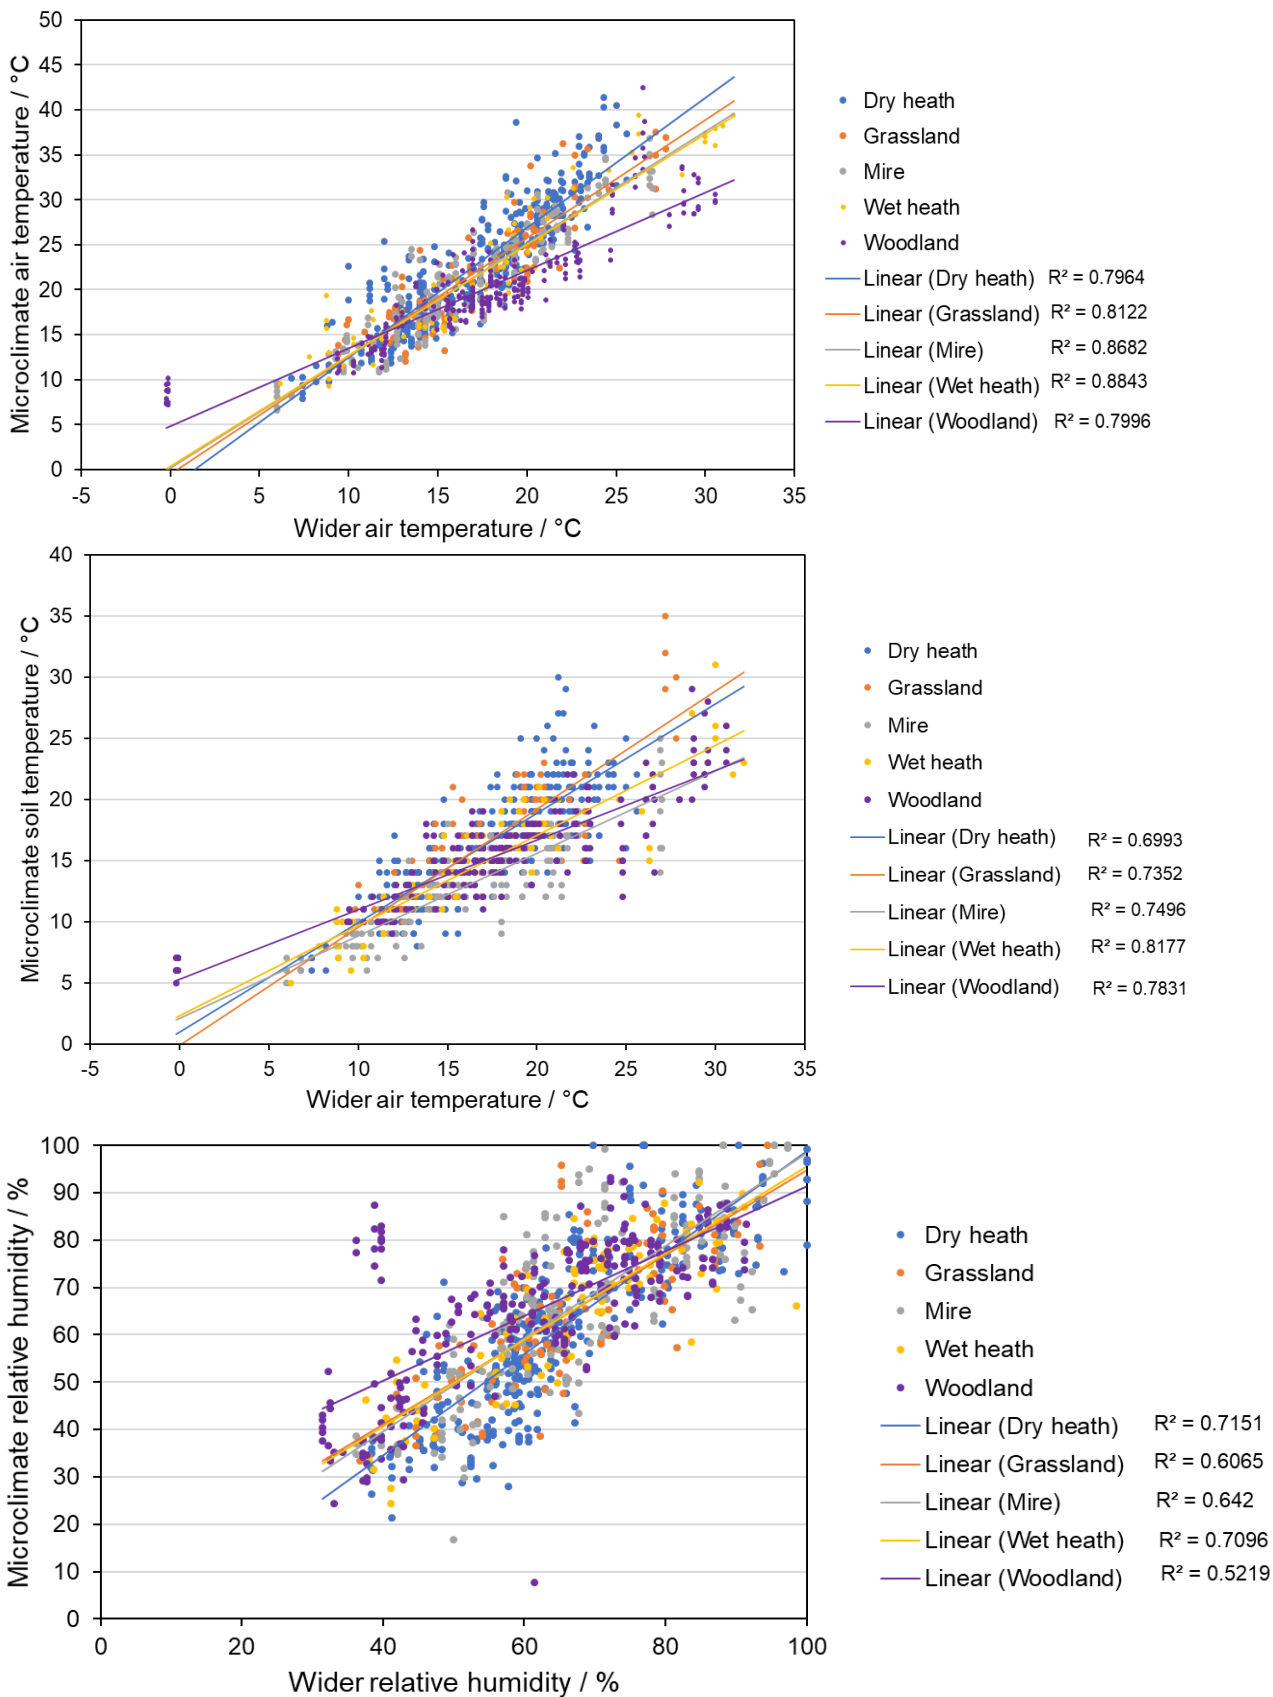 50
45
40
35
30
25
20
15
10
5
0
-5
0
5
10
15
20
25
30
35
Microclimate air temperature / °C
Wider air temperature / °C
Dry heath
Grassland
Mire
Wet heath
Woodland
Linear (Dry heath) R² = 0.7964
Linear (Grassland) R² = 0.8122
Linear (Mire) R² = 0.8682
Linear (Wet heath) R² = 0.8843
Linear (Woodland) R² = 0.7996
40
35
30
25
20
15
10
5
0
-5
0
5
10
15
20
25
30
35
Microclimate soil temperature / °C
Wider air temperature / °C
Dry heath
Grassland
Mire
Wet heath
Woodland
Linear (Dry heath) R² = 0.6993
Linear (Grassland) R² = 0.7352
Linear (Mire) R² = 0.7496
Linear (Wet heath) R² = 0.8177
Linear (Woodland) R² = 0.7831
100
90
80
70
60
50
40
30
20
10
0
0
20
40
60
80
100
Microclimate relative humidity / %
Wider relative humidity / %
Dry heath
Grassland
Mire
Wet heath
Woodland
Linear (Dry heath) R² = 0.7151
Linear (Grassland) R² = 0.6065
Linear (Mire) R² = 0.642
Linear (Wet heath) R² = 0.7096
Linear (Woodland) R² = 0.5219